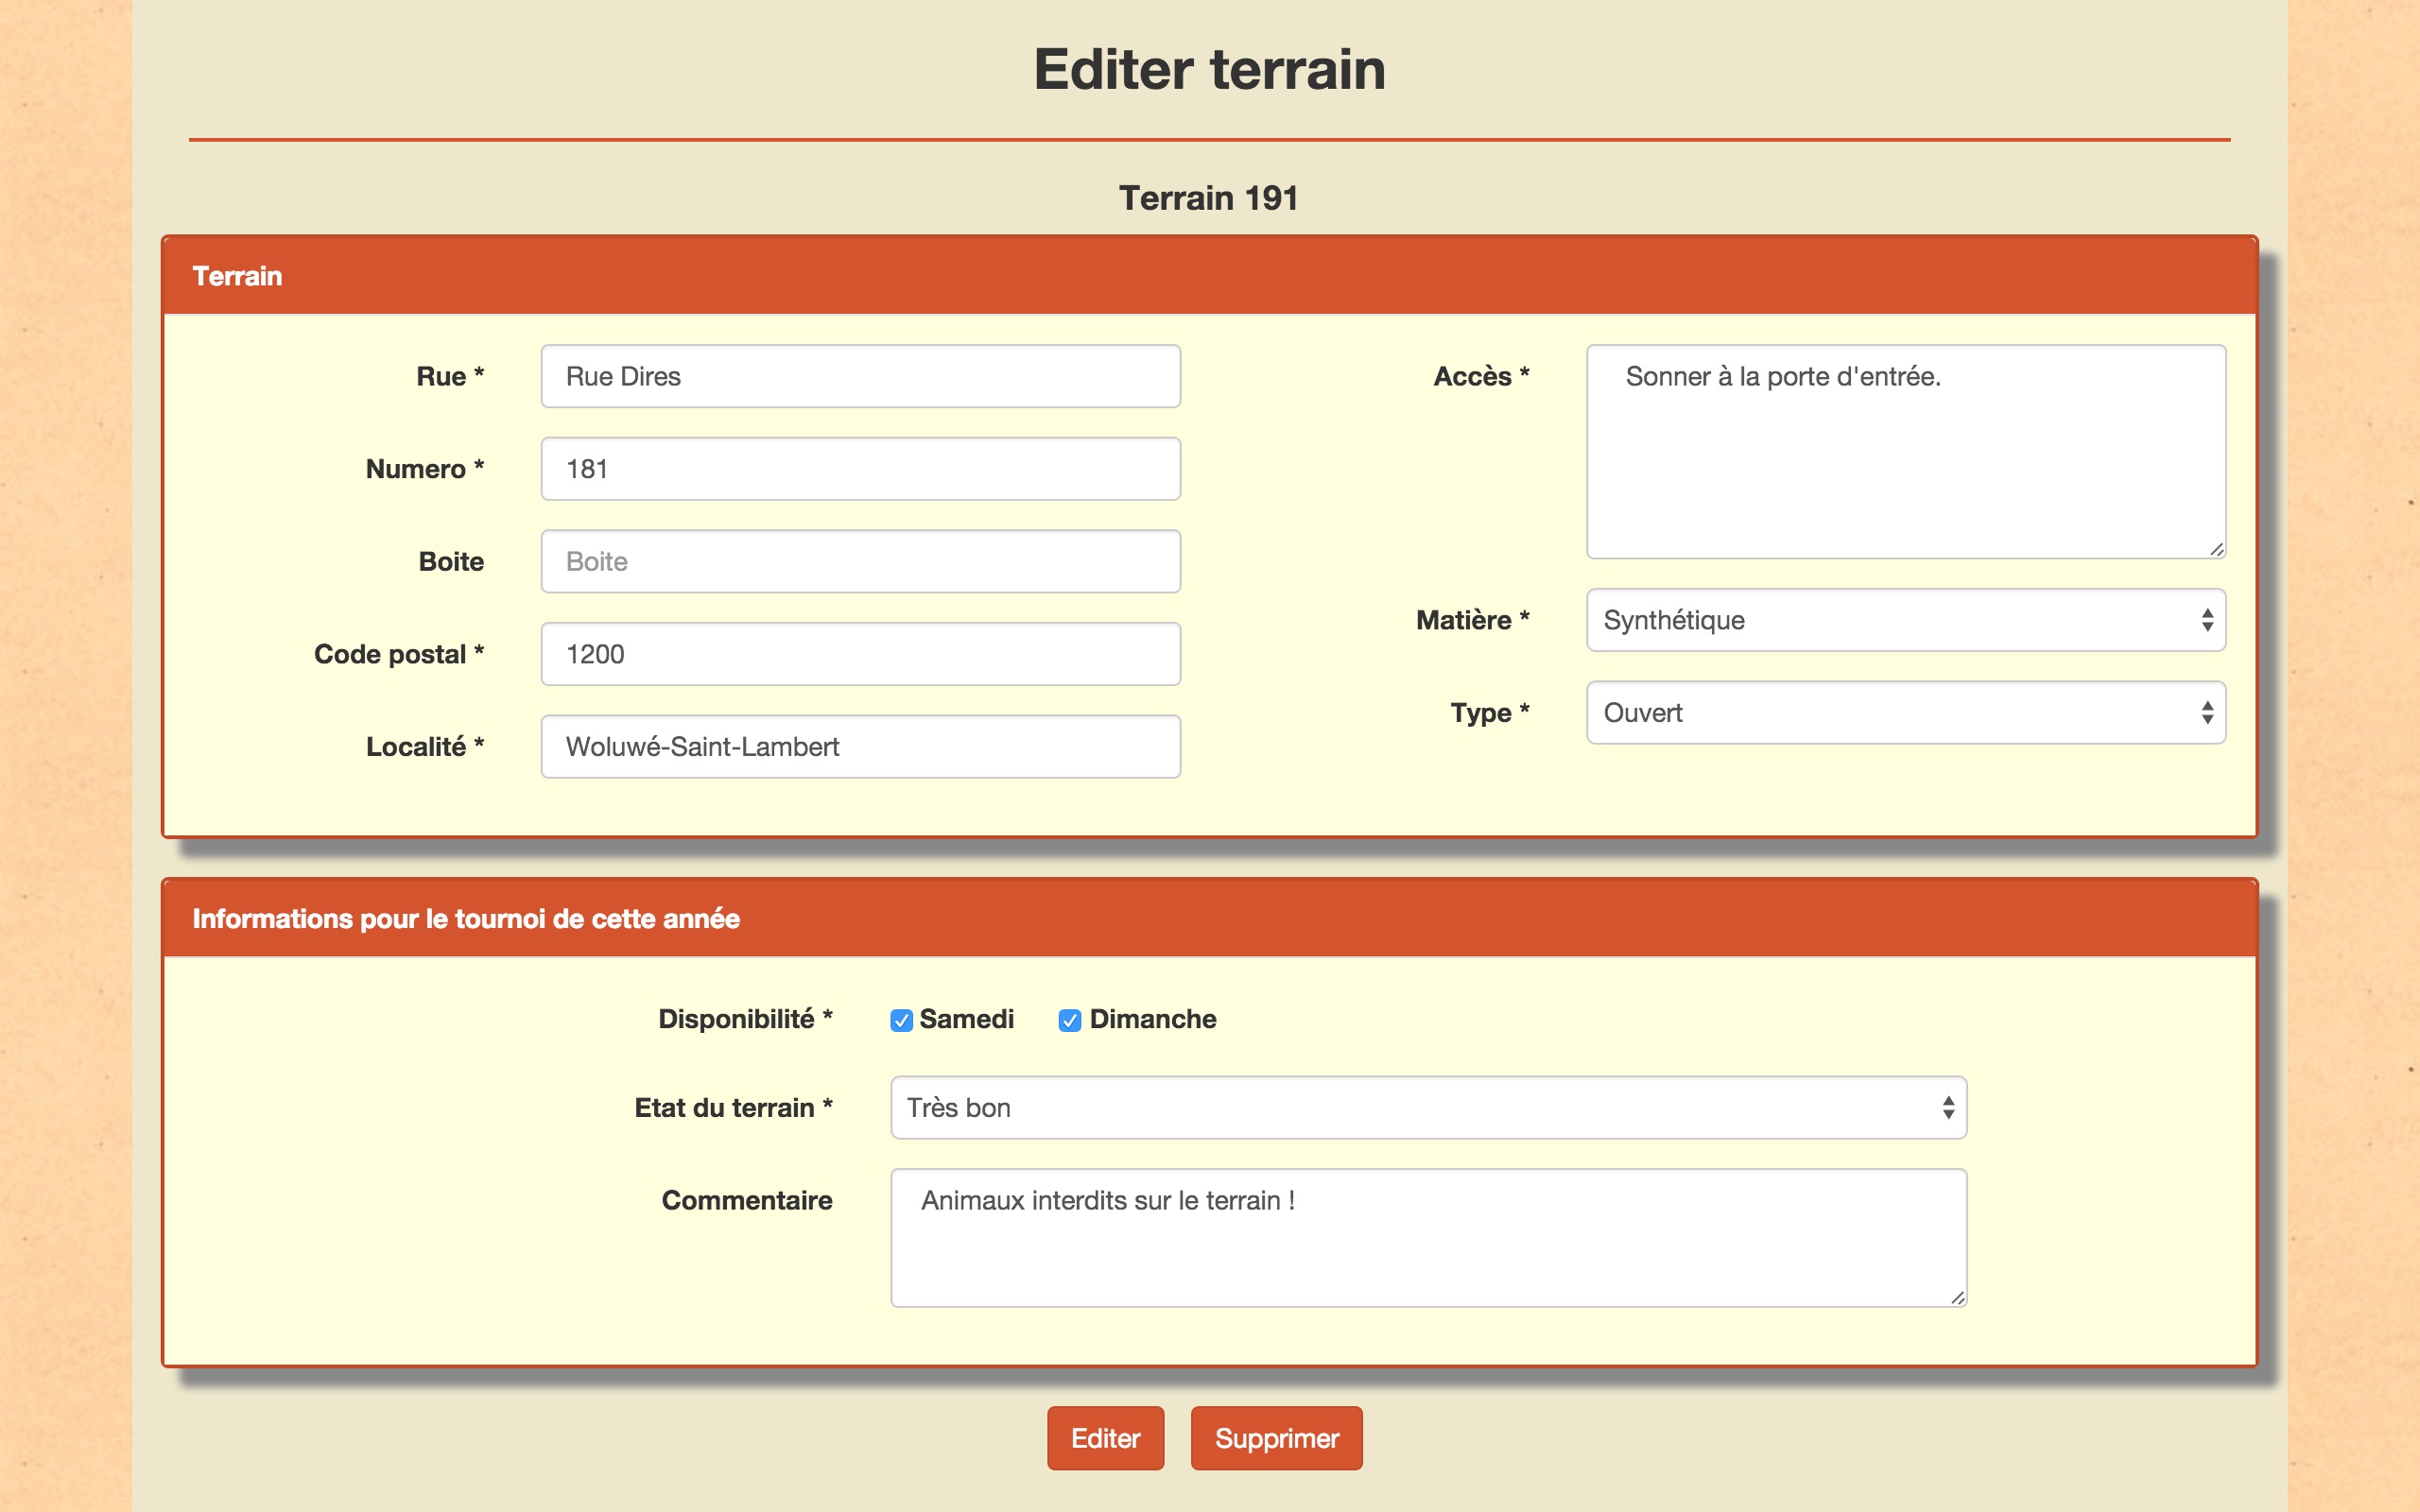 Editer terrain
Terrain 191
Terrain
Rue * Rue Dires
Numero * 181
Boite Boite
Code postal * 1200
Localité * Woluwé-Saint-Lambert
Accès * Sonner à la porte d'entrée.
Matière * Synthétique
Type * Ouvert
Informations pour le tournoi de cette année
Disponibilité * Samedi Dimanche
Etat du terrain * Très bon
Commentaire Animaux interdits sur le terrain !
Editer Supprimer